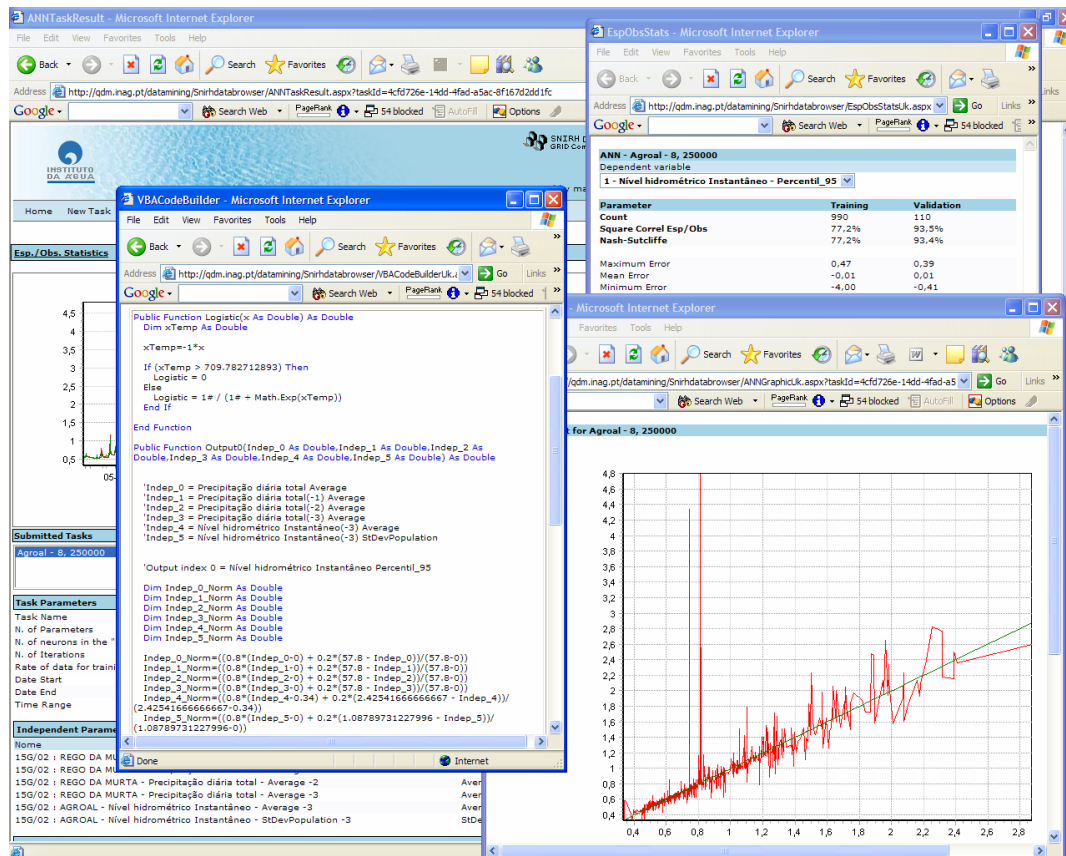 ANNTaskResult - Microsoft Internet Explorer
File Edit View Favorites Tools Help
Back Search Favorites
Address http://qdm.inag.pt/datamining/Snirhdatabrowser/ANNTaskResult.aspx?taskId=4cfd726e-14dd-4fad-a5ac-8f167d2dd1fc
Google Search Web PageRank 54 blocked AutoFill Options
Links
INSTITUTO
DA ÁGUA
SNIRH
GRID
Home New Task
Esp./Obs. Statistics
4,5
4
3,5
3
2,5
2
1,5
1
0,5
05-
Submitted Tasks
Agroal - 8, 250000
Task Parameters
Task Name
N. of Parameters
N. of neurons in the
N. of Iterations
Rate of data for
Date Start
Date End
Time Range
Independent
Nome
15G/02 : REGO DA
15G/02 : REGO DA
15G/02 : REGO DA MURTA - Precipitação diária total - Average -2 Aver
15G/02 : REGO DA MURTA - Precipitação diária total - Average -3 Aver
15G/02 : AGROAL - Nível hidrométrico Instantâneo - Average -3 Aver
15G/02 : AGROAL - Nível hidrométrico Instantâneo - StDevPopulation -3 StDe
VBACodeBuilder - Microsoft Internet Explorer
File Edit View Favorites Tools Help
Back Search Favorites
Address http://qdm.inag.pt/datamining/Snirhdatabrowser/VBACodeBuilderUk. Go Links
Google Search Web PageRank 54 blocked
Public Function Logistic(x As Double) As Double
Dim xTemp As Double
xTemp=-1*x
If (xTemp > 709.782712893) Then
Logistic = 0
Else
Logistic = 1# / (1# + Math.Exp(xTemp))
End If
End Function
Public Function Output0(Indep_0 As Double,Indep_1 As Double,Indep_2 As
Double,Indep_3 As Double,Indep_4 As Double,Indep_5 As Double) As Double
'Indep_0 = Precipitação diária total Average
'Indep_1 = Precipitação diária total(-1) Average
'Indep_2 = Precipitação diária total(-2) Average
'Indep_3 = Precipitação diária total(-3) Average
'Indep_4 = Nível hidrométrico Instantâneo(-3) Average
'Indep_5 = Nível hidrométrico Instantâneo(-3) StDevPopulation
'Output index 0 = Nível hidrométrico Instantâneo Percentil_95
Dim Indep_0_Norm As Double
Dim Indep_1_Norm As Double
Dim Indep_2_Norm As Double
Dim Indep_3_Norm As Double
Dim Indep_4_Norm As Double
Dim Indep_5_Norm As Double
Indep_0_Norm=((0.8*(Indep_0-0) + 0.2*(57.8 - Indep_0))/(57.8-0))
Indep_1_Norm=((0.8*(Indep_1-0) + 0.2*(57.8 - Indep_1))/(57.8-0))
Indep_2_Norm=((0.8*(Indep_2-0) + 0.2*(57.8 - Indep_2))/(57.8-0))
Indep_3_Norm=((0.8*(Indep_3-0) + 0.2*(57.8 - Indep_3))/(57.8-0))
Indep_4_Norm=((0.8*(Indep_4-0.34) + 0.2*(2.42541666666667 - Indep_4))/
(2.42541666666667-0.34))
Indep_5_Norm=((0.8*(Indep_5-0) + 0.2*(1.08789731227996 - Indep_5))/
(1.08789731227996-0))
Done Internet
EspObsStats - Microsoft Internet Explorer
File Edit View Favorites Tools Help
Back Search Favorites
Address http://qdm.inag.pt/datamining/Snirhdatabrowser/EspObsStatsUk.aspx Go Links
Google Search Web PageRank 54 blocked
ANN - Agroal - 8, 250000
Dependent variable
1 - Nível hidrométrico Instantâneo - Percentil_95
Parameter Training Validation
Count 990 110
Square Correl Esp/Obs 77,2% 93,5%
Nash-Sutcliffe 77,2% 93,4%
Maximum Error 0,47 0,39
Mean Error -0,01 0,01
Minimum Error -4,00 -0,41
- Microsoft Internet Explorer
Favorites Tools Help
Search Favorites
/qdm.inag.pt/datamining/Snirhdatabrowser/ANNGraphicUk.aspx?taskId=4cfd726e-14dd-4fad-a5 Go Links
Search Web PageRank 54 blocked AutoFill Options
t for Agroal - 8, 250000
4,8
4,6
4,4
4,2
4
3,8
3,6
3,4
3,2
3
2,8
2,6
2,4
2,2
2
1,8
1,6
1,4
1,2
1
0,8
0,6
0,4
0,4 0,6 0,8 1 1,2 1,4 1,6 1,8 2 2,2 2,4 2,6 2,8